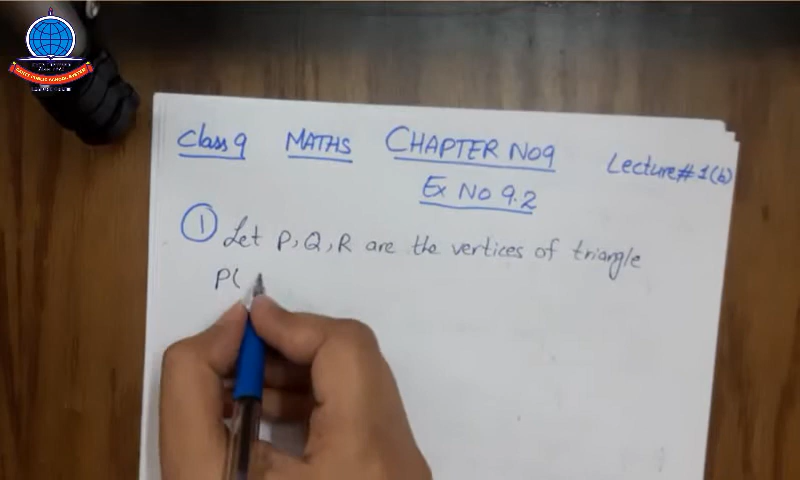 Class 9 MATHS CHAPTER NO 9 Lecture# 1(b)
Ex NO 9.2
① Let P, Q, R are the vertices of triangle
P(